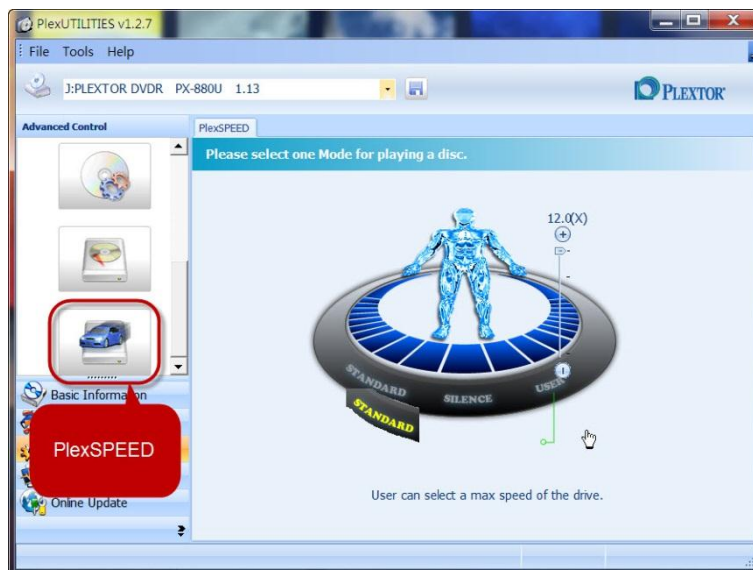 PlexUTILITIES v1.2.7
File Tools Help
J:PLEXTOR DVDR PX-880U 1.13
PLEXTOR
Advanced Control
PlexSPEED
Please select one Mode for playing a disc.
12.0(X)
STANDARD
SILENCE
USER
STANDARD
Basic Information
PlexSPEED
Online Update
User can select a max speed of the drive.